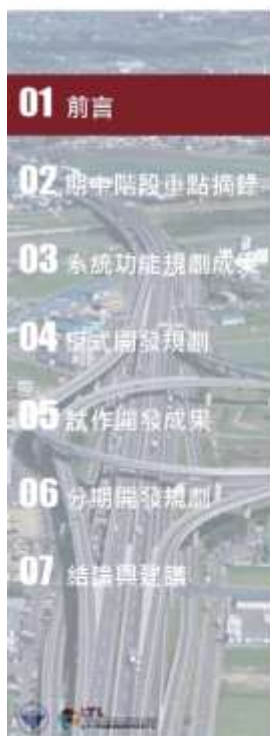 01 前言
02 期中階段重點摘錄
03 系統功能規劃成果
04 程式開發規劃
05 試作開發成果
06 分期開發規劃
07 結論與建議